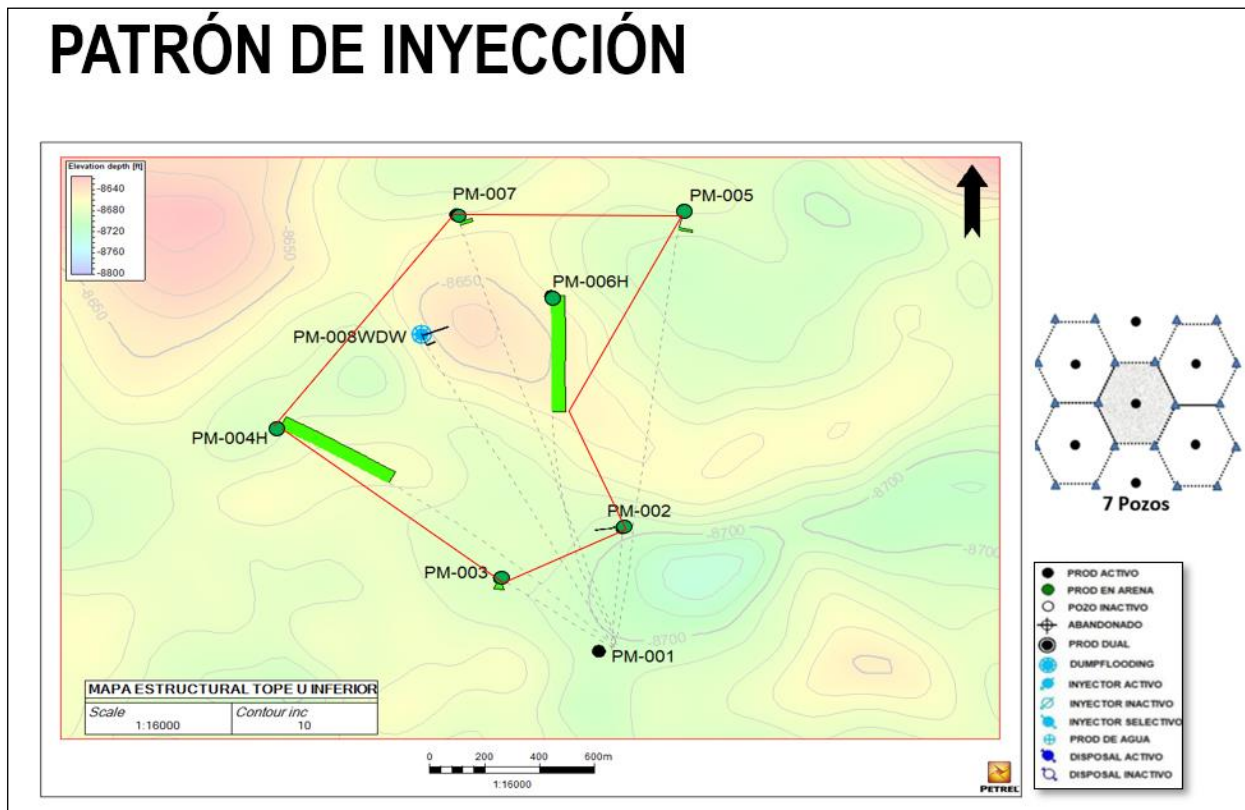 PATRÓN DE INYECCIÓN
Elevation depth [ft]
-8640
-8680
-8720
-8760
-8800
-8650
PM-007
PM-005
-8650
PM-006H
PM-008WDW
PM-004H
-8700
PM-002
-8700
-8700
PM-003
-8700
PM-001
MAPA ESTRUCTURAL TOPE U INFERIOR
Scale
1:16000
Contour inc
10
0 200 400 600m
1:16000
PETREL
7 Pozos
PROD ACTIVO
PROD EN ARENA
POZO INACTIVO
ABANDONADO
PROD DUAL
DUMPFLOODING
INYECTOR ACTIVO
INYECTOR INACTIVO
INYECTOR SELECTIVO
PROD DE AGUA
DISPOSAL ACTIVO
DISPOSAL INACTIVO